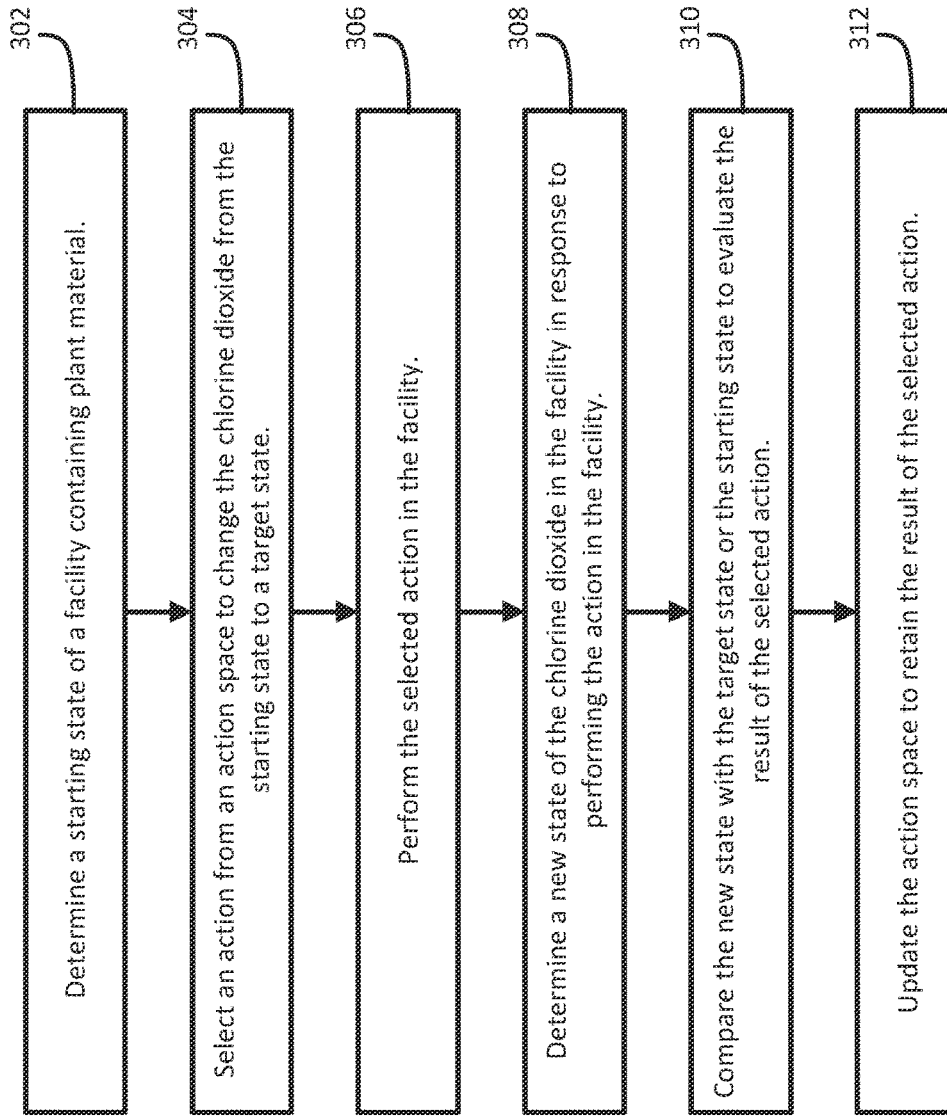 302
Determine a starting state of a facility containing plant material.
304
Select an action from an action space to change the chlorine dioxide from the
starting state to a target state.
306
Perform the selected action in the facility.
308
Determine a new state of the chlorine dioxide in the facility in response to
performing the action in the facility.
310
Compare the new state with the target state or the starting state to evaluate the
result of the selected action.
312
Update the action space to retain the result of the selected action.